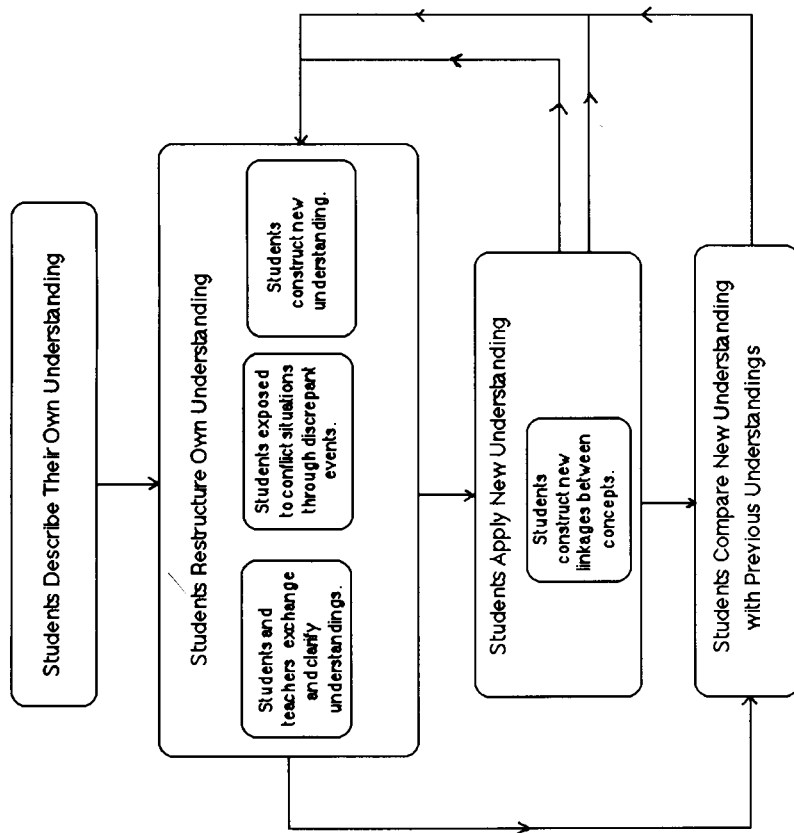 Students Describe Their Own Understanding
Students Restructure Own Understanding
Students and
teachers exchange
and clarify
understandings.
Students exposed
to conflict situations
through discrepant
events.
Students
construct new
understanding.
Students Apply New Understanding
Students
construct new
linkages between
concepts.
Students Compare New Understanding
with Previous Understandings